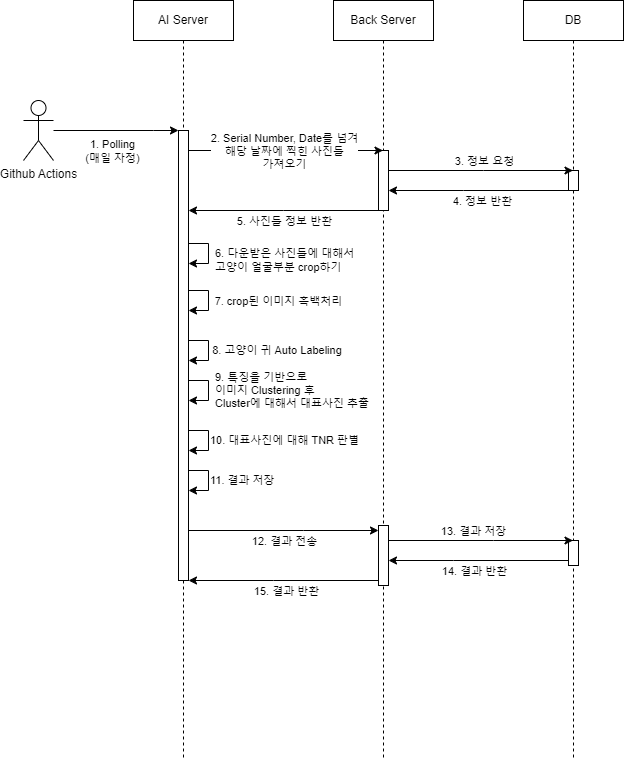 AI Server
Back Server
DB
Github Actions
1. Polling
(매일 자정)
2. Serial Number, Date를 넘겨
해당 날짜에 찍힌 사진들
가져오기
3. 정보 요청
4. 정보 반환
5. 사진들 정보 반환
6. 다운받은 사진들에 대해서
고양이 얼굴부분 crop하기
7. crop된 이미지 흑백처리
8. 고양이 귀 Auto Labeling
9. 특징을 기반으로
이미지 Clustering 후
Cluster에 대해서 대표사진 추출
10. 대표사진에 대해 TNR 판별
11. 결과 저장
12. 결과 전송
13. 결과 저장
14. 결과 반환
15. 결과 반환